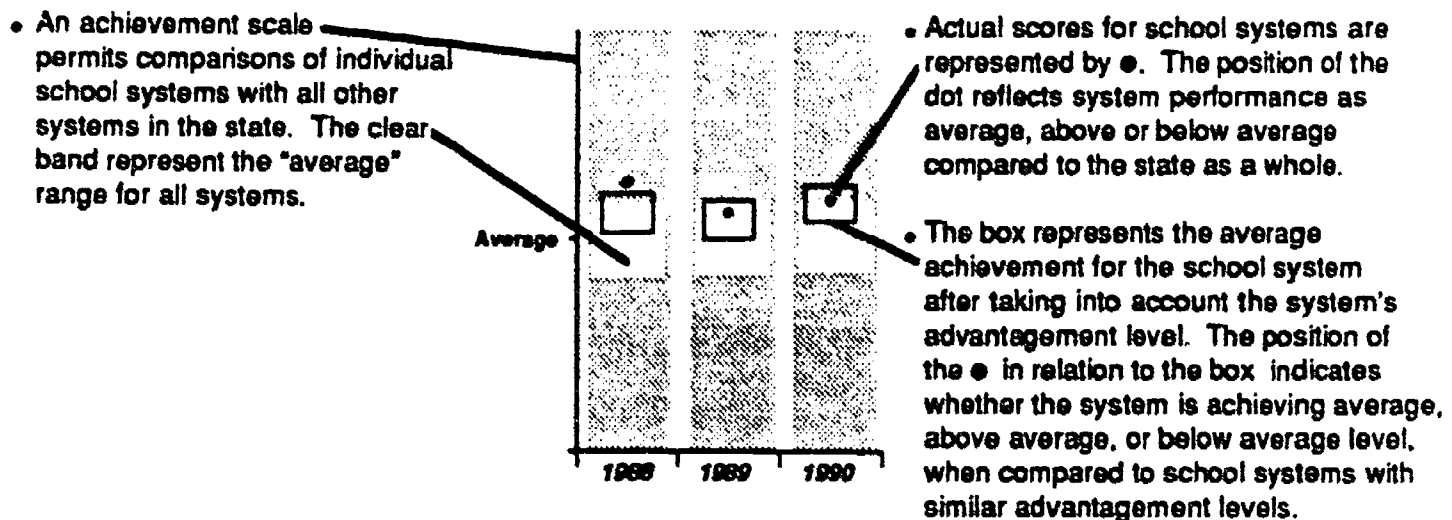 • An achievement scale
permits comparisons of individual
school systems with all other
systems in the state. The clear
band represent the "average"
range for all systems.
Average
1988
1989
1990
• Actual scores for school systems are
represented by ●. The position of the
dot reflects system performance as
average, above or below average
compared to the state as a whole.
• The box represents the average
achievement for the school system
after taking into account the system's
advantagement level. The position of
the ● in relation to the box indicates
whether the system is achieving average,
above average, or below average level,
when compared to school systems with
similar advantagement levels.